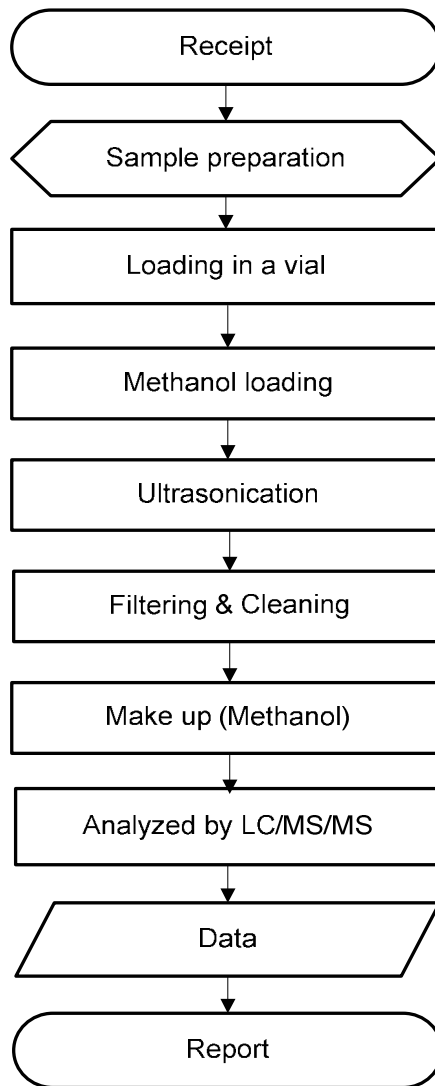 Receipt
Sample preparation
Loading in a vial
Methanol loading
Ultrasonication
Filtering & Cleaning
Make up (Methanol)
Analyzed by LC/MS/MS
Data
Report